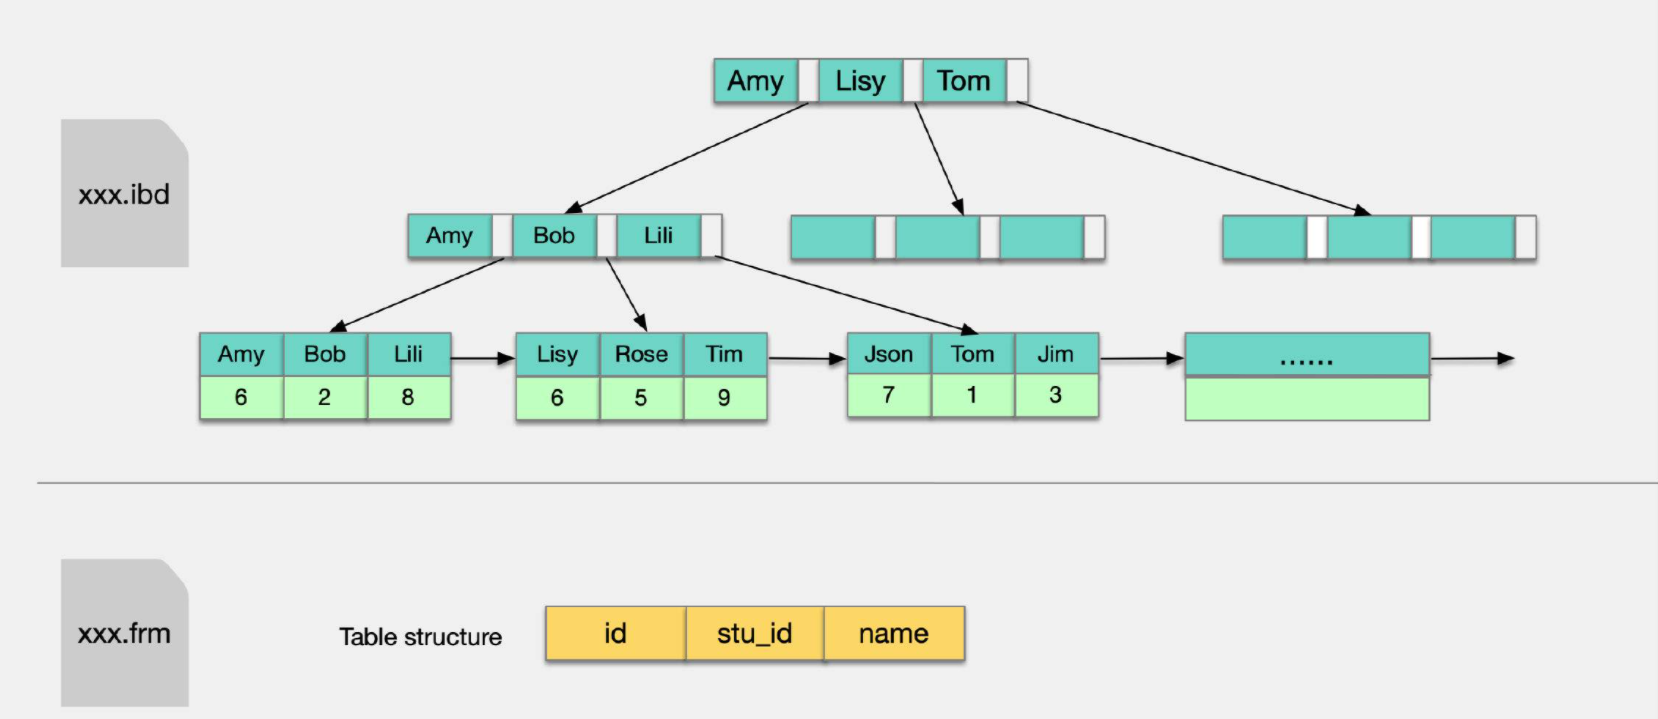 Amy Lisy Tom
xxx.ibd
Amy Bob Lili
Amy Bob Lili Lisy Rose Tim Json Tom Jim ......
6 2 8 6 5 9 7 1 3
xxx.frm
Table structure id stu_id name